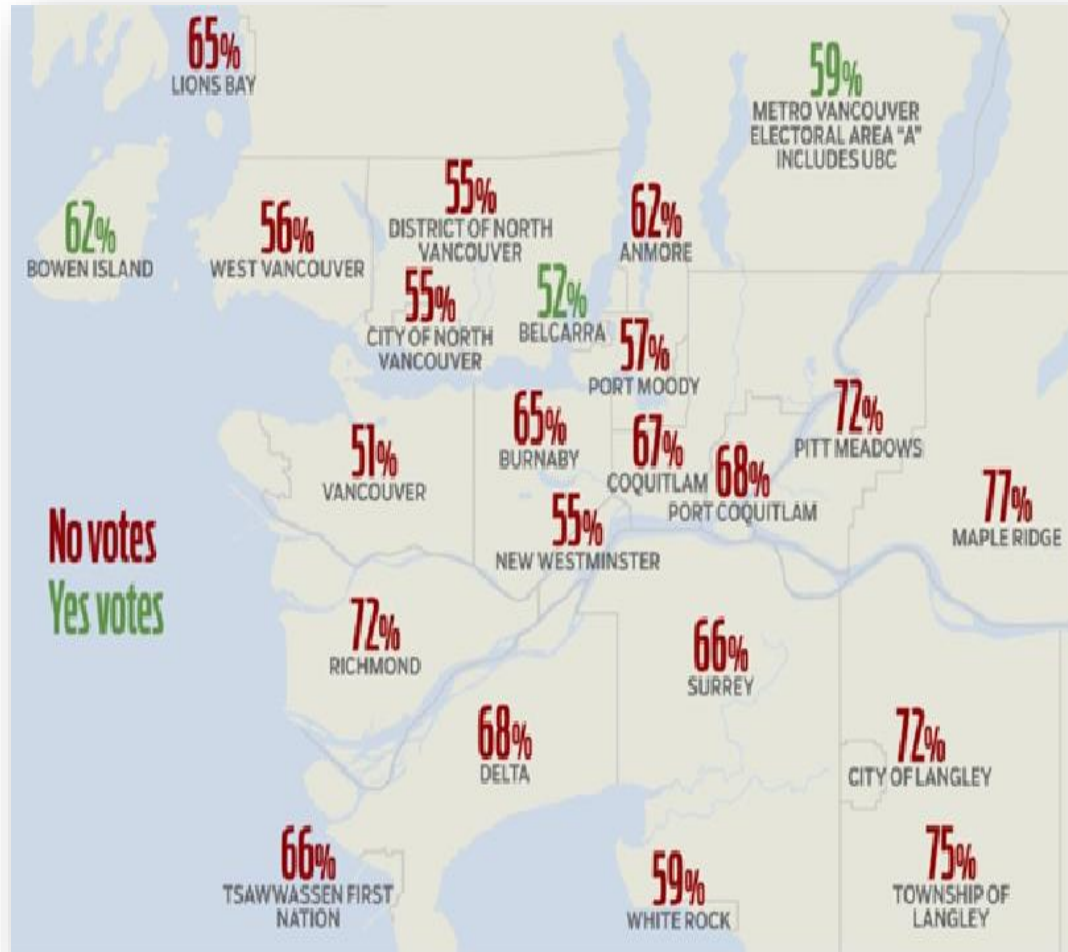 65%
LIONS BAY
59%
METRO VANCOUVER
ELECTORAL AREA "A"
INCLUDES UBC
62%
BOWEN ISLAND
56%
WEST VANCOUVER
55%
DISTRICT OF NORTH
VANCOUVER
62%
ANMORE
55%
CITY OF NORTH
VANCOUVER
52%
BELCARRA
57%
PORT MOODY
72%
PITT MEADOWS
51%
VANCOUVER
65%
BURNABY
67%
COQUITLAM
68%
PORT COQUITLAM
77%
MAPLE RIDGE
55%
NEW WESTMINSTER
No votes
Yes votes
72%
RICHMOND
66%
SURREY
68%
DELTA
72%
CITY OF LANGLEY
66%
TSAWWASSEN FIRST
NATION
59%
WHITE ROCK
75%
TOWNSHIP OF
LANGLEY